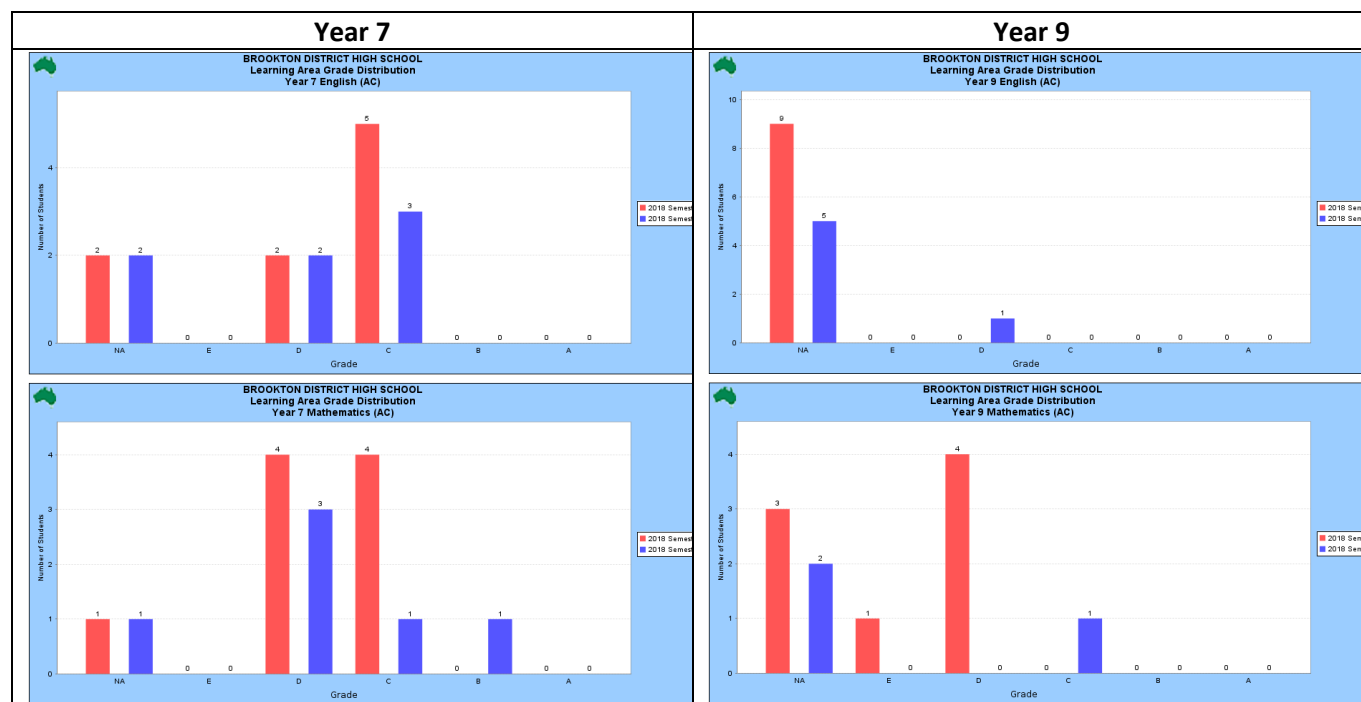 Year 7
Year 9
BROOKTON DISTRICT HIGH SCHOOL
Learning Area Grade Distribution
Year 7 English (AC)
Number of Students
4
2
0
2 2 0 0 2 2 5 3 0 0 0 0
NA E D C B A
Grade
2018 Semest
2018 Semest
BROOKTON DISTRICT HIGH SCHOOL
Learning Area Grade Distribution
Year 9 English (AC)
Number of Students
10
8
6
4
2
0
9 5 0 0 0 1 0 0 0 0 0 0
NA E D C B A
Grade
2018 Sem
2018 Sem
BROOKTON DISTRICT HIGH SCHOOL
Learning Area Grade Distribution
Year 7 Mathematics (AC)
Number of Students
4
3
2
1
0
1 1 0 0 4 3 4 1 0 1 0 0
NA E D C B A
Grade
2018 Semest
2018 Semest
BROOKTON DISTRICT HIGH SCHOOL
Learning Area Grade Distribution
Year 9 Mathematics (AC)
Number of Students
4
3
2
1
0
3 2 1 0 4 0 0 1 0 0 0 0
NA E D C B A
Grade
2018 Sem
2018 Sem